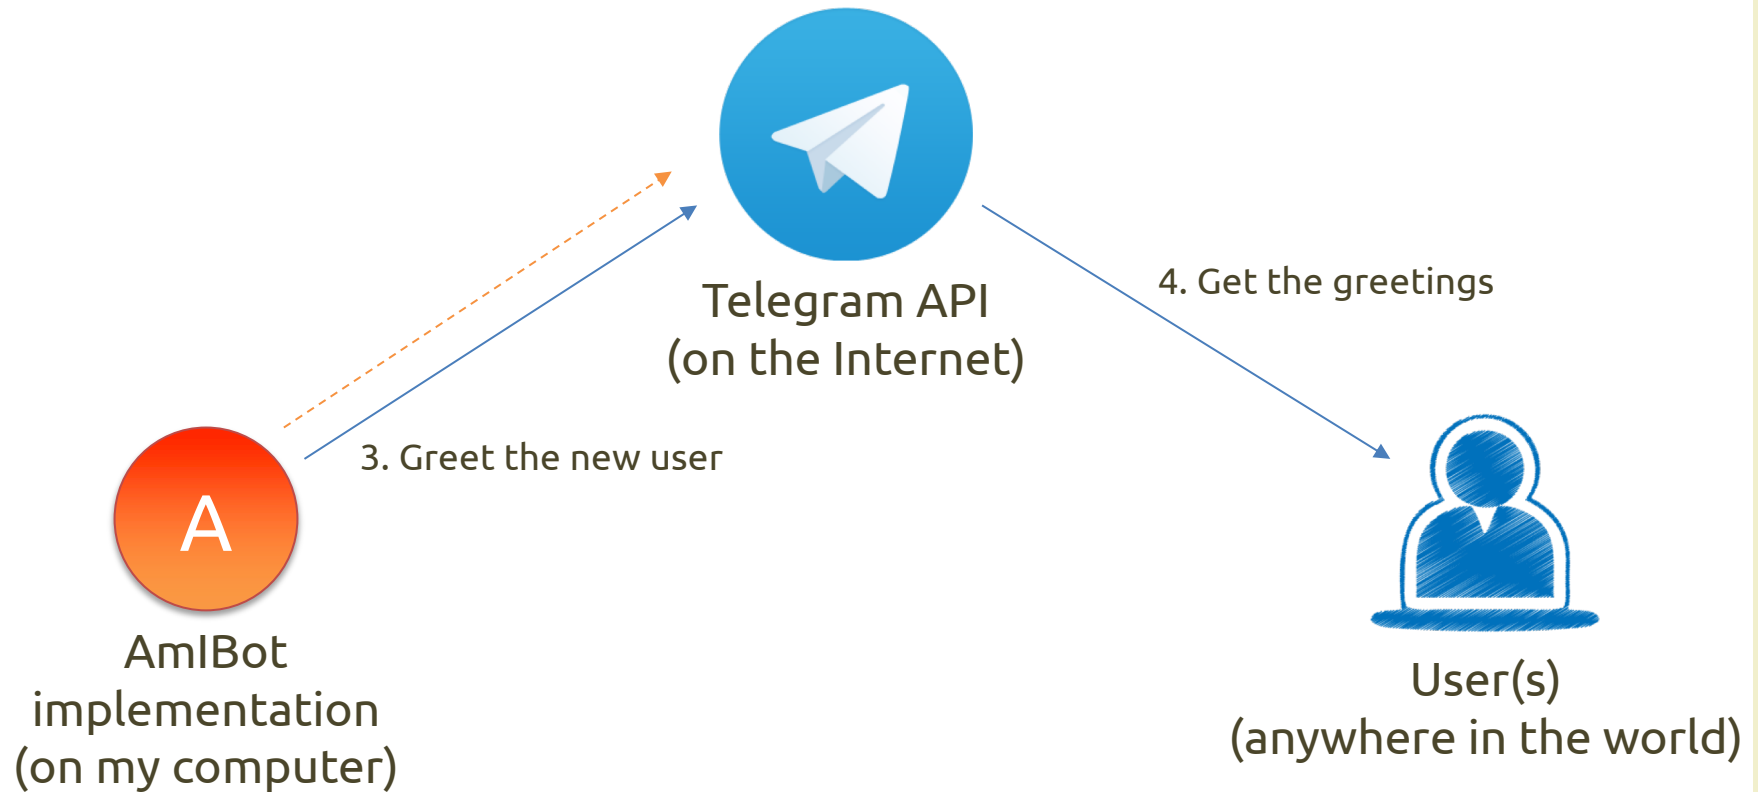 Telegram API
(on the Internet)
4. Get the greetings
3. Greet the new user
A
AmIBot
implementation
(on my computer)
User(s)
(anywhere in the world)